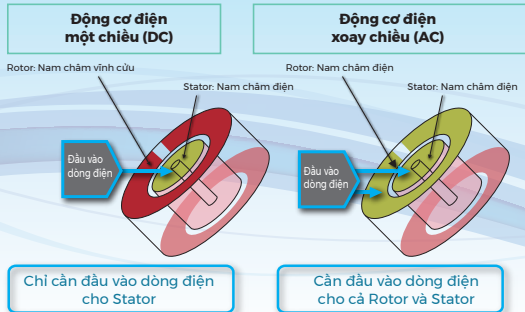 Động cơ điện
một chiều (DC)
Rotor: Nam châm vĩnh cửu
Stator: Nam châm điện
Đầu vào
dòng điện
Chỉ cần đầu vào dòng điện
cho Stator
Động cơ điện
xoay chiều (AC)
Rotor: Nam châm điện
Stator: Nam châm điện
Đầu vào
dòng điện
Cần đầu vào dòng điện
cho cả Rotor và Stator